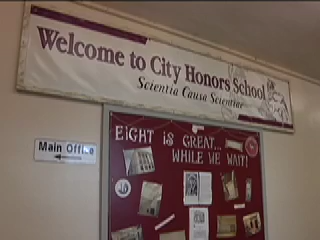 Welcome to City Honors School
Scientia Causa Scientiae
EIGHT is GREAT...
WHILE WE WAIT!
Main Office